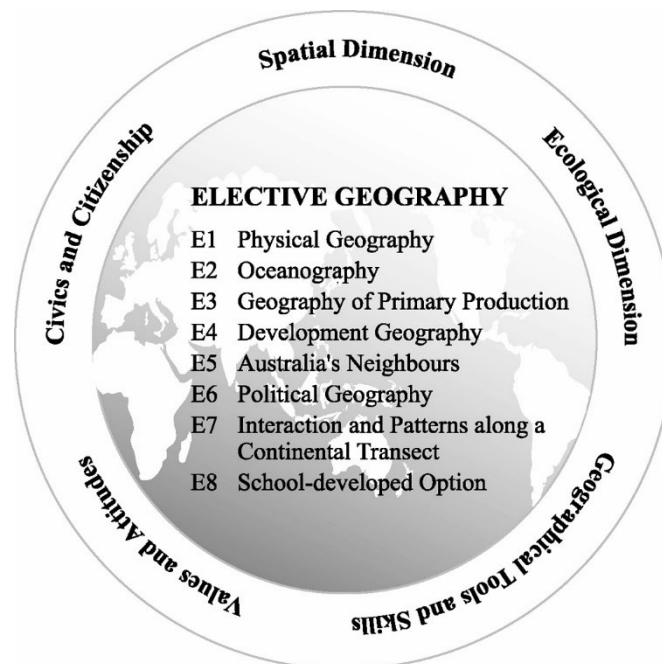 Spatial Dimension
Ecological Dimension
Geographical Tools and Skills
Values and Attitudes
Civics and Citizenship
ELECTIVE GEOGRAPHY
E1 Physical Geography
E2 Oceanography
E3 Geography of Primary Production
E4 Development Geography
E5 Australia's Neighbours
E6 Political Geography
E7 Interaction and Patterns along a
Continental Transect
E8 School-developed Option